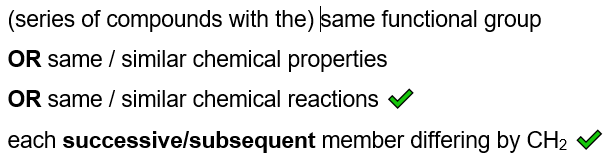 (series of compounds with the) same functional group
OR same / similar chemical properties
OR same / similar chemical reactions ✔
each successive/subsequent member differing by CH₂ ✔